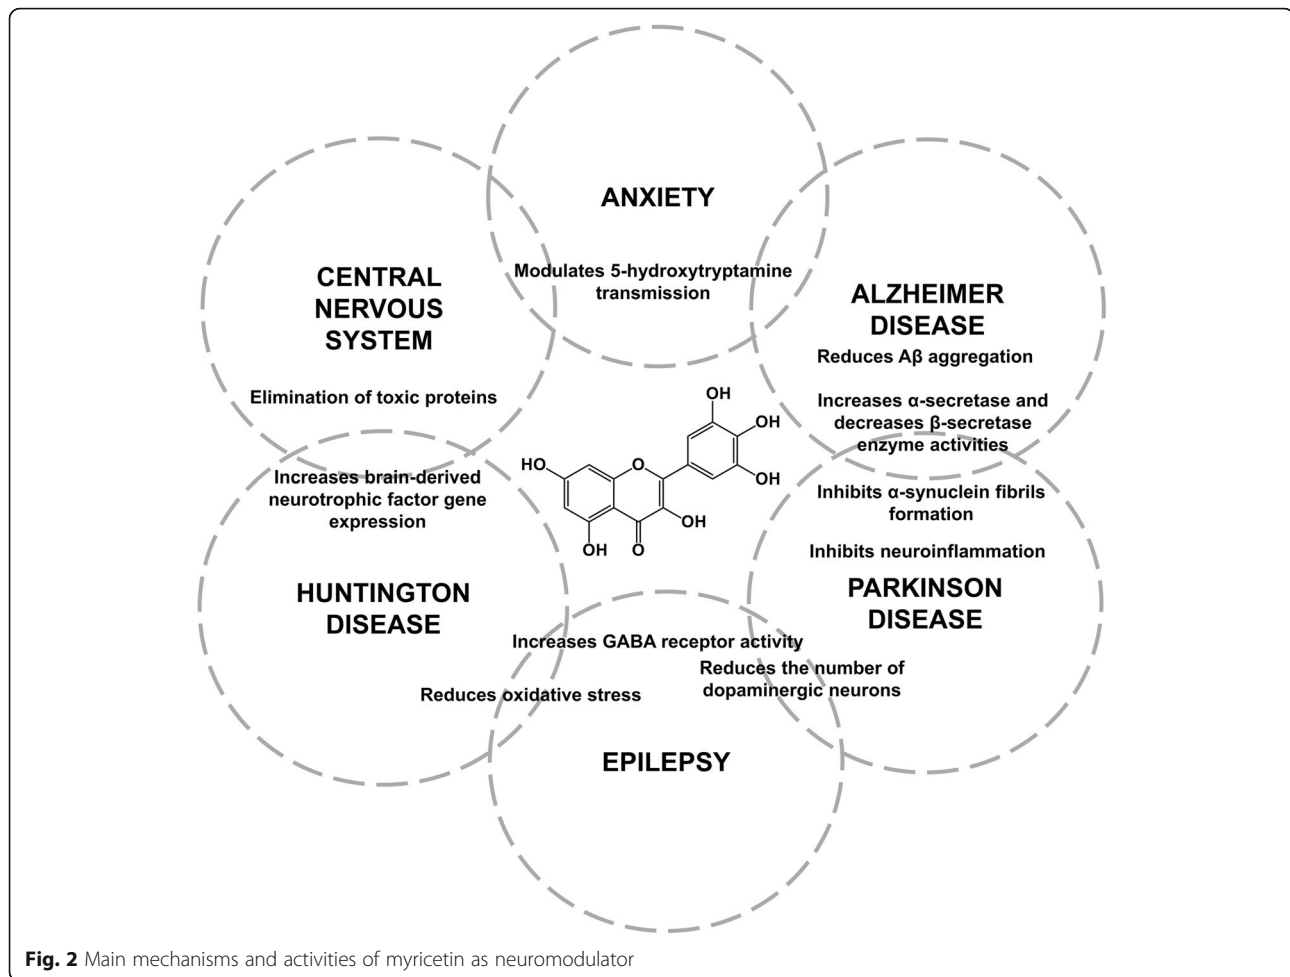 ANXIETY
Modulates 5-hydroxytryptamine
transmission
CENTRAL
NERVOUS
SYSTEM
Elimination of toxic proteins
ALZHEIMER
DISEASE
Reduces Aβ aggregation
Increases α-secretase and
decreases β-secretase
enzyme activities
OH
OH
OH
HO
O
OH
OH
O
Increases brain-derived
neurotrophic factor gene
expression
HUNTINGTON
DISEASE
Inhibits α-synuclein fibrils
formation
Inhibits neuroinflammation
PARKINSON
DISEASE
Increases GABA receptor activity
Reduces the number of
dopaminergic neurons
Reduces oxidative stress
EPILEPSY
Fig. 2 Main mechanisms and activities of myricetin as neuromodulator